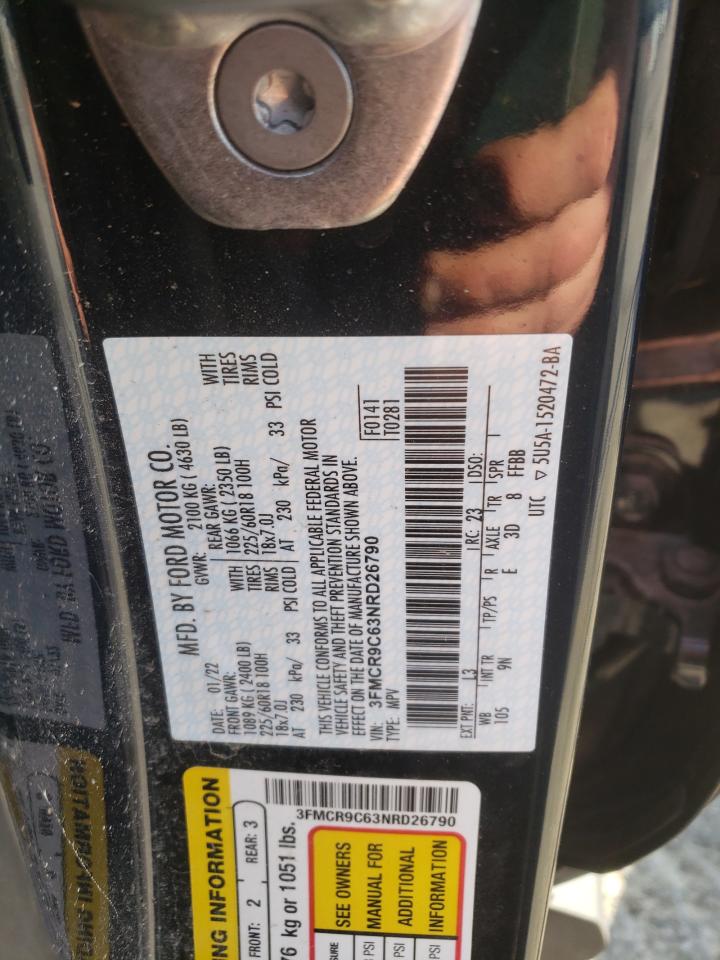 MFD. BY FORD MOTOR CO.
DATE: 01/22 GVWR: 2100 KG ( 4630 LB)
FRONT GAWR: REAR GAWR:
1089 KG ( 2400 LB) WITH 1066 KG ( 2350 LB) WITH
225/60R18 100H TIRES 225/60R18 100H TIRES
18x7.0J RIMS 18x7.0J RIMS
AT 230 kPa/ 33 PSI COLD AT 230 kPa/ 33 PSI COLD
THIS VEHICLE CONFORMS TO ALL APPLICABLE FEDERAL MOTOR
VEHICLE SAFETY AND THEFT PREVENTION STANDARDS IN
EFFECT ON THE DATE OF MANUFACTURE SHOWN ABOVE.
VIN: 3FMCR9C63NRD26790 F0141
TYPE: MPV T0281
EXT PNT: L3 RC: 23 DSO:
WB INT TR TP/PS R AXLE TR SPR
105 9N E 3D 8 FFBB
UTC ▽ 5U5A-1520472-BA
3FMCR9C63NRD26790
INFORMATION
FRONT: 2 REAR: 3
kg or 1051 lbs.
SEE OWNERS
MANUAL FOR
ADDITIONAL
INFORMATION
PSI
PSI
PSI